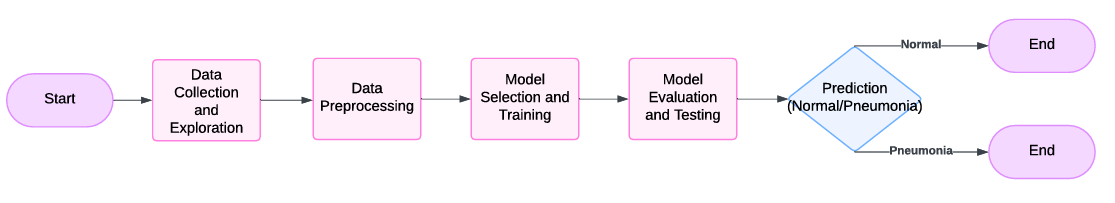 Start
Data
Collection
and
Exploration
Data
Preprocessing
Model
Selection and
Training
Model
Evaluation
and Testing
Prediction
(Normal/Pneumonia)
Normal
End
Pneumonia
End